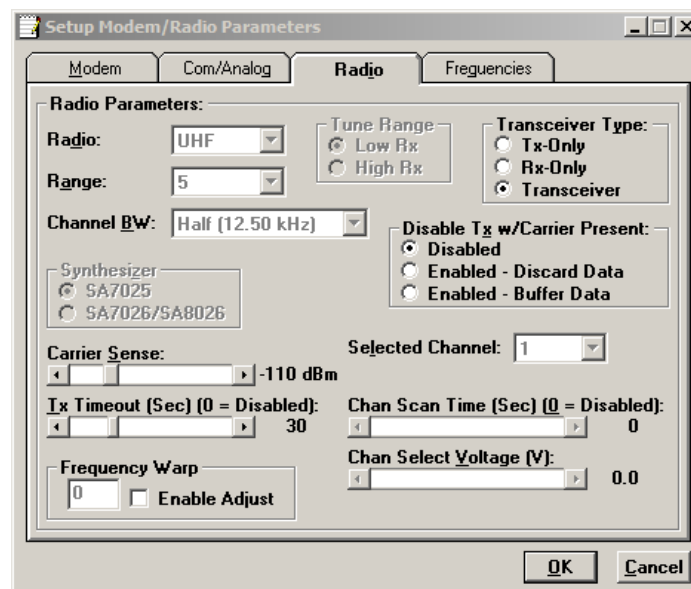 Setup Modem/Radio Parameters
Modem
Com/Analog
Radio
Frequencies
Radio Parameters:
Radio:
UHF
Tune Range
Low Rx
High Rx
Transceiver Type:
Tx-Only
Rx-Only
Transceiver
Range:
5
Channel BW:
Half (12.50 kHz)
Disable Tx w/Carrier Present:
Disabled
Enabled - Discard Data
Enabled - Buffer Data
Synthesizer
SA7025
SA7026/SA8026
Carrier Sense:
-110 dBm
Selected Channel:
1
Tx Timeout (Sec) (0 = Disabled):
30
Chan Scan Time (Sec) (0 = Disabled):
0
Frequency Warp
0
Enable Adjust
Chan Select Voltage (V):
0.0
OK
Cancel